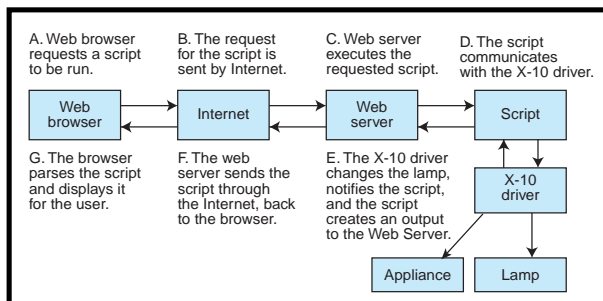 A. Web browser
requests a script
to be run.
B. The request
for the script is
sent by Internet.
C. Web server
executes the
requested script.
D. The script
communicates
with the X-10 driver.
Web
browser
Internet
Web
server
Script
G. The browser
parses the script
and displays it
for the user.
F. The web
server sends the
script through
the Internet, back
to the browser.
E. The X-10 driver
changes the lamp,
notifies the script,
and the script
creates an output
to the Web Server.
X-10
driver
Appliance
Lamp